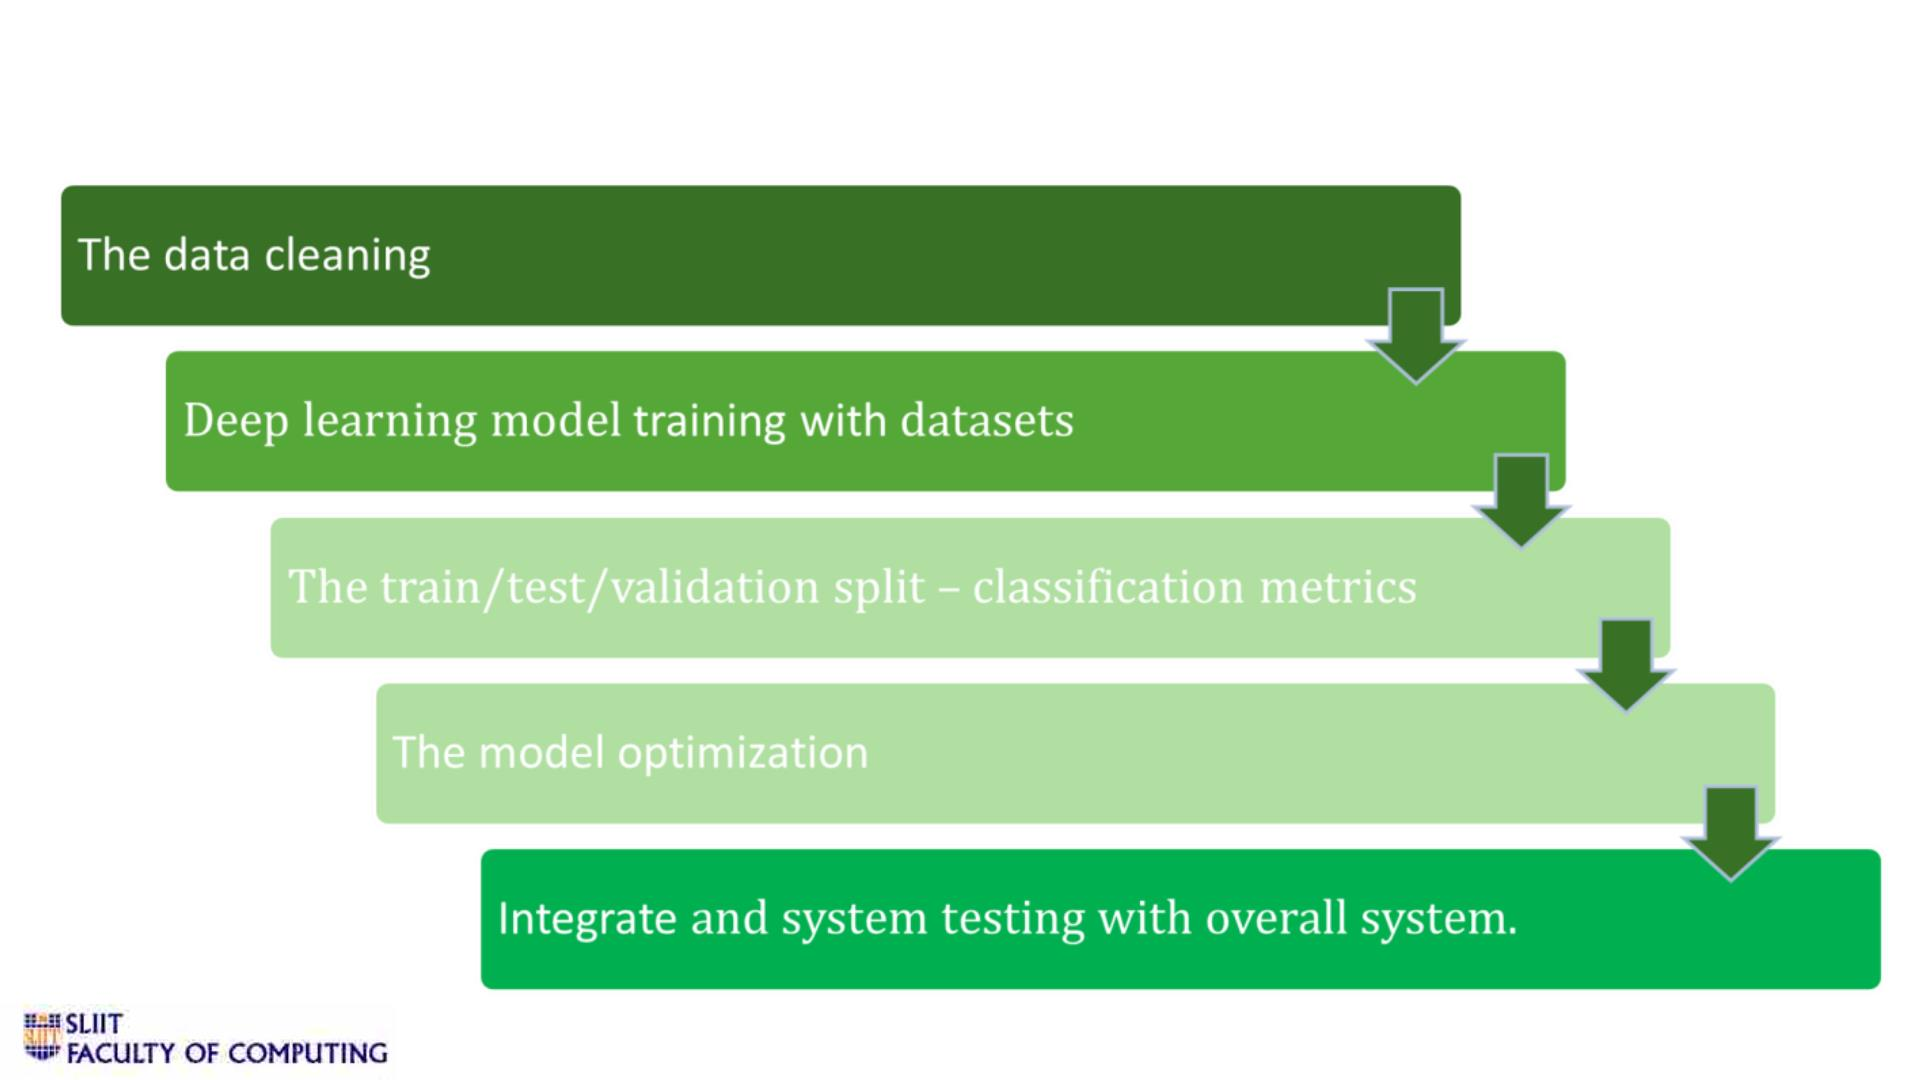 The data cleaning
Deep learning model training with datasets
The train/test/validation split – classification metrics
The model optimization
Integrate and system testing with overall system.
SLIIT
FACULTY OF COMPUTING